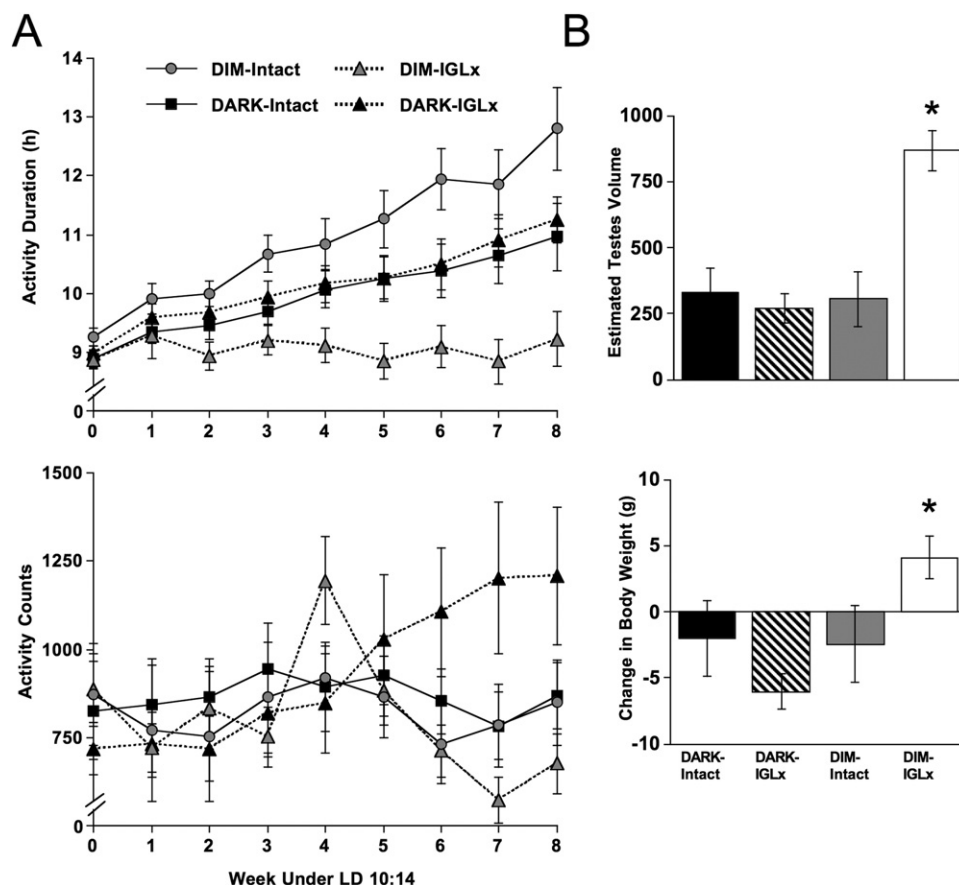 A
DIM-Intact
DARK-Intact
DIM-IGLx
DARK-IGLx
Activity Duration (h)
14
13
12
11
10
9
0
0 1 2 3 4 5 6 7 8
Activity Counts
1500
1250
1000
750
0
0 1 2 3 4 5 6 7 8
Week Under LD 10:14
B
Estimated Testes Volume
1000
750
500
250
0
*
Change in Body Weight (g)
10
5
0
-5
-10
*
DARK-
Intact
DARK-
IGLx
DIM-
Intact
DIM-
IGLx